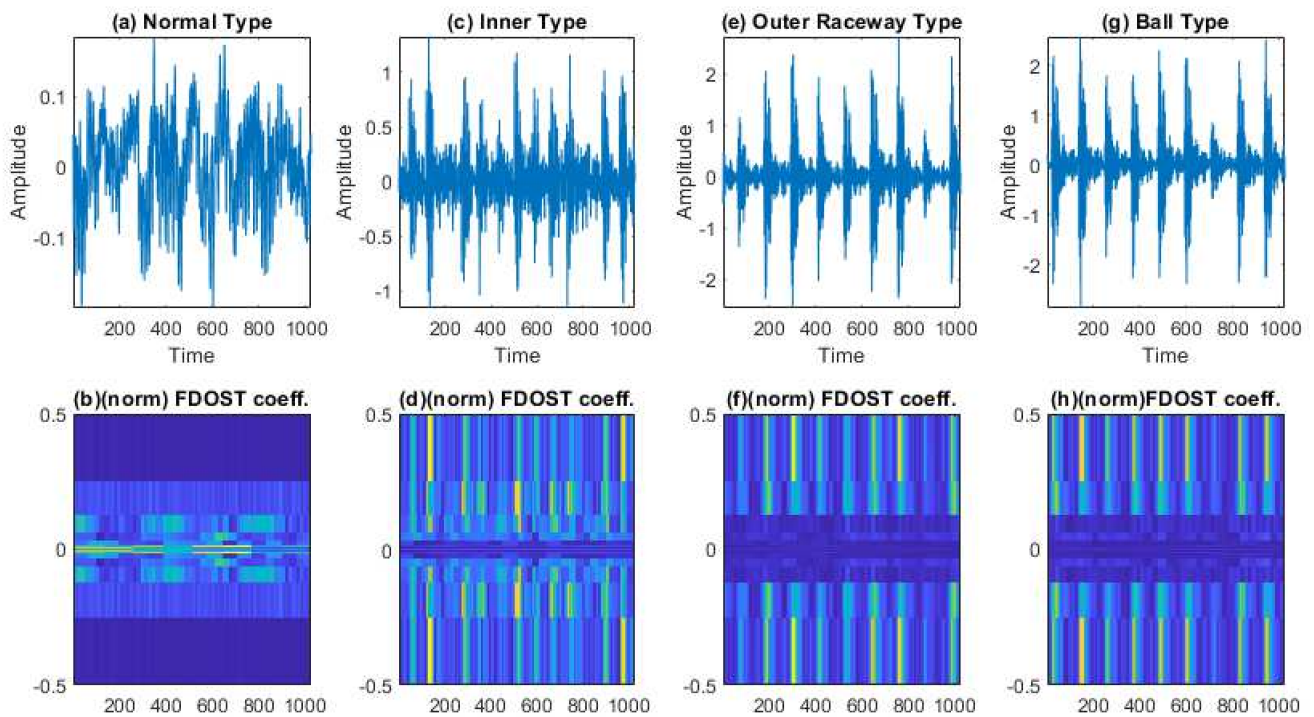 (a) Normal Type
0.1
0
-0.1
Amplitude
200 400 600 800 1000
Time
(c) Inner Type
1
0.5
0
-0.5
-1
Amplitude
200 400 600 800 1000
Time
(e) Outer Raceway Type
2
1
0
-1
-2
Amplitude
200 400 600 800 1000
Time
(g) Ball Type
2
1
0
-1
-2
Amplitude
200 400 600 800 1000
Time
(b)(norm) FDOST coeff.
0.5
0
-0.5
200 400 600 800 1000
(d)(norm) FDOST coeff.
0.5
0
-0.5
200 400 600 800 1000
(f)(norm) FDOST coeff.
0.5
0
-0.5
200 400 600 800 1000
(h)(norm)FDOST coeff.
0.5
0
-0.5
200 400 600 800 1000